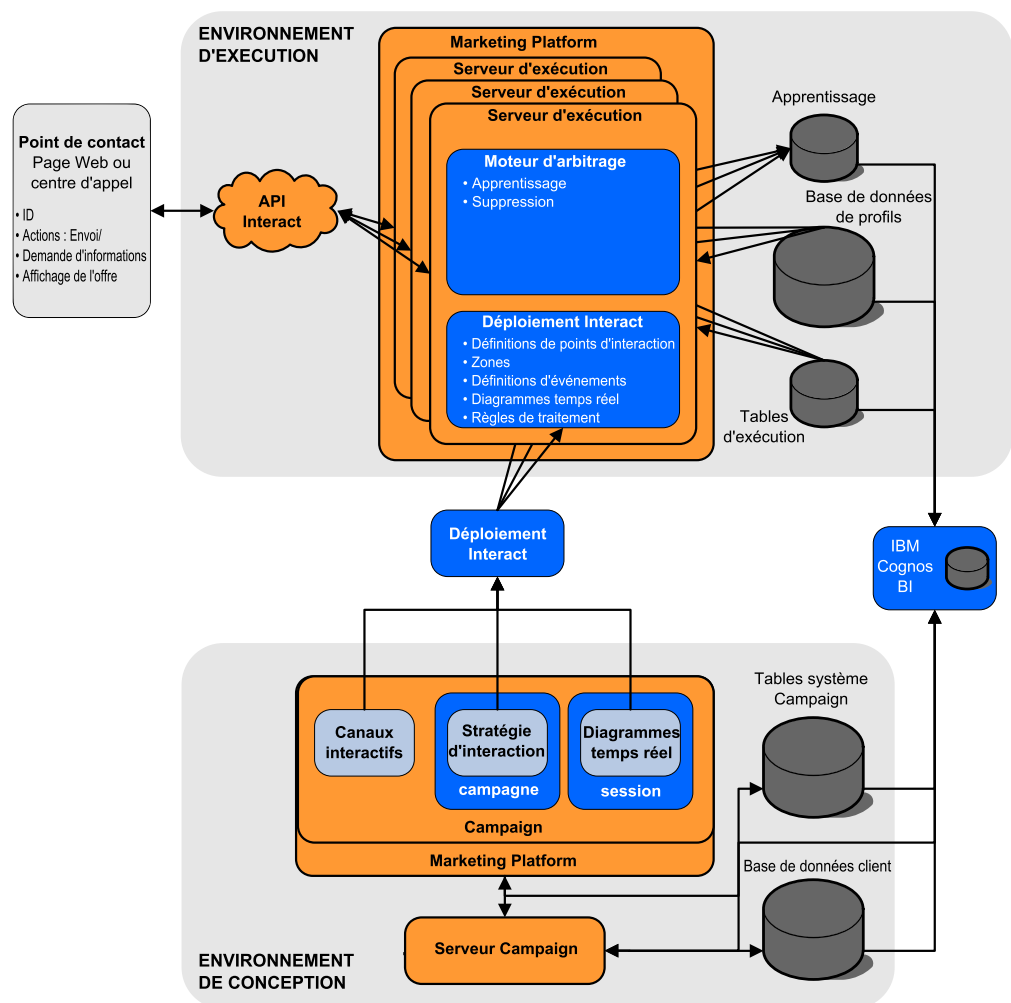 ENVIRONNEMENT
D'EXECUTION
Marketing Platform
Serveur d'exécution
Serveur d'exécution
Serveur d'exécution
Moteur d'arbitrage
• Apprentissage
• Suppression
Déploiement Interact
• Définitions de points d'interaction
• Zones
• Définitions d'événements
• Diagrammes temps réel
• Règles de traitement
Point de contact
Page Web ou
centre d'appel
• ID
• Actions : Envoi/
• Demande d'informations
• Affichage de l'offre
API
Interact
Apprentissage
Base de données
de profils
Tables
d'exécution
Déploiement
Interact
IBM
Cognos
BI
Canaux
interactifs
Stratégie
d'interaction
campagne
Diagrammes
temps réel
session
Campaign
Marketing Platform
Tables système
Campaign
Base de données client
Serveur Campaign
ENVIRONNEMENT
DE CONCEPTION